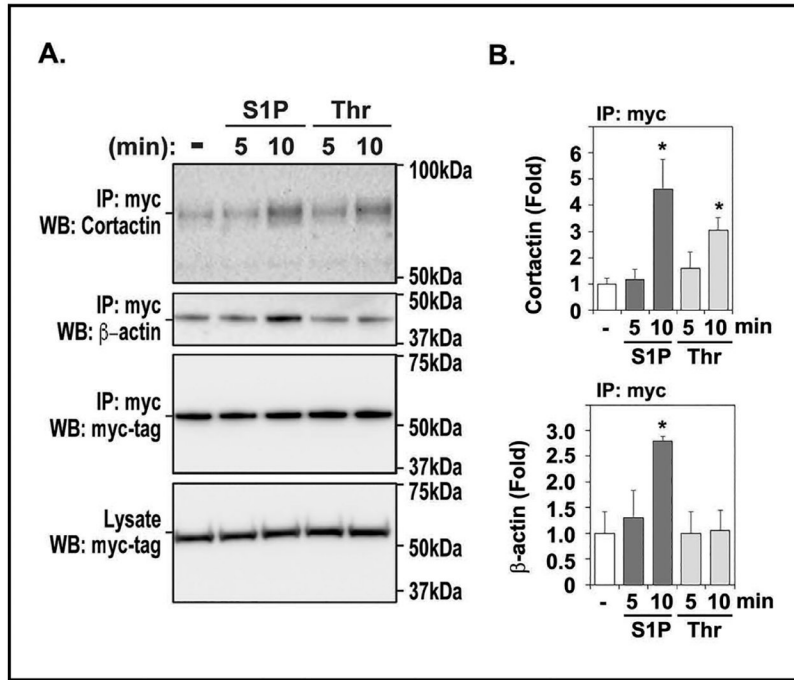 A.
S1P Thr
(min): - 5 10 5 10
100kDa
IP: myc
WB: Cortactin
50kDa
50kDa
IP: myc
WB: β-actin
37kDa
75kDa
IP: myc
WB: myc-tag
50kDa
37kDa
75kDa
Lysate
WB: myc-tag
50kDa
37kDa
B.
IP: myc
Cortactin (Fold)
6
5
4
3
2
1
0
* *
- 5 10 5 10 min
S1P Thr
IP: myc
β-actin (Fold)
3.0
2.5
2.0
1.5
1.0
0.5
0
*
- 5 10 5 10 min
S1P Thr